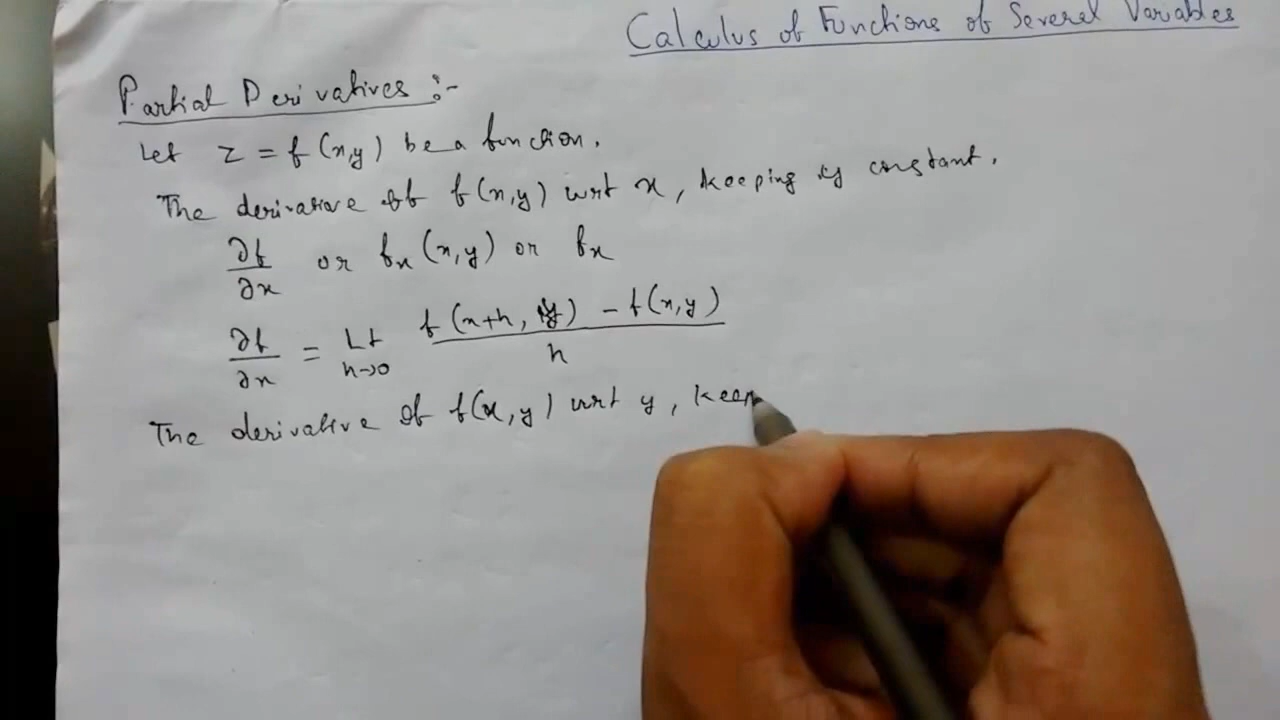 Calculus of Functions of Severel Variables
Partial Derivatives :-
Let z = f(x,y) be a function.
The derivative of f(x,y) wrt x, keeping y constant.
∂f/∂x or fx(x,y) or fx
∂f/∂x = Lt h→0 f(x+h, y) - f(x,y) / h
The derivative of f(x,y) wrt y, keep